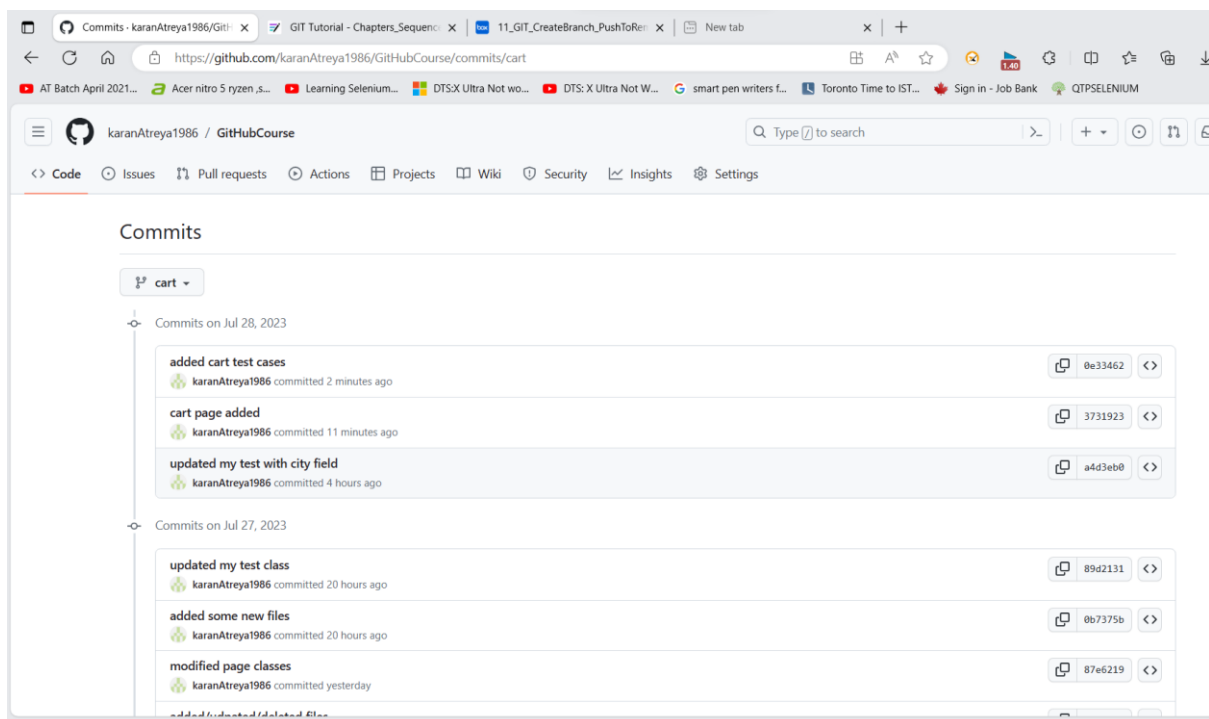 Commits · karanAtreya1986/GitH
GIT Tutorial - Chapters_Sequenc
box 11_GIT_CreateBranch_PushToRem
New tab
https://github.com/karanAtreya1986/GitHubCourse/commits/cart
1.40
AT Batch April 2021...
Acer nitro 5 ryzen ,s...
Learning Selenium...
DTS:X Ultra Not wo...
DTS: X Ultra Not W...
smart pen writers f...
Toronto Time to IST...
Sign in - Job Bank
QTPSELENIUM
karanAtreya1986 / GitHubCourse
Type / to search
Code
Issues
Pull requests
Actions
Projects
Wiki
Security
Insights
Settings
Commits
cart
Commits on Jul 28, 2023
added cart test cases
0e33462
karanAtreya1986 committed 2 minutes ago
cart page added
3731923
karanAtreya1986 committed 11 minutes ago
updated my test with city field
a4d3eb0
karanAtreya1986 committed 4 hours ago
Commits on Jul 27, 2023
updated my test class
89d2131
karanAtreya1986 committed 20 hours ago
added some new files
0b7375b
karanAtreya1986 committed 20 hours ago
modified page classes
87e6219
karanAtreya1986 committed yesterday